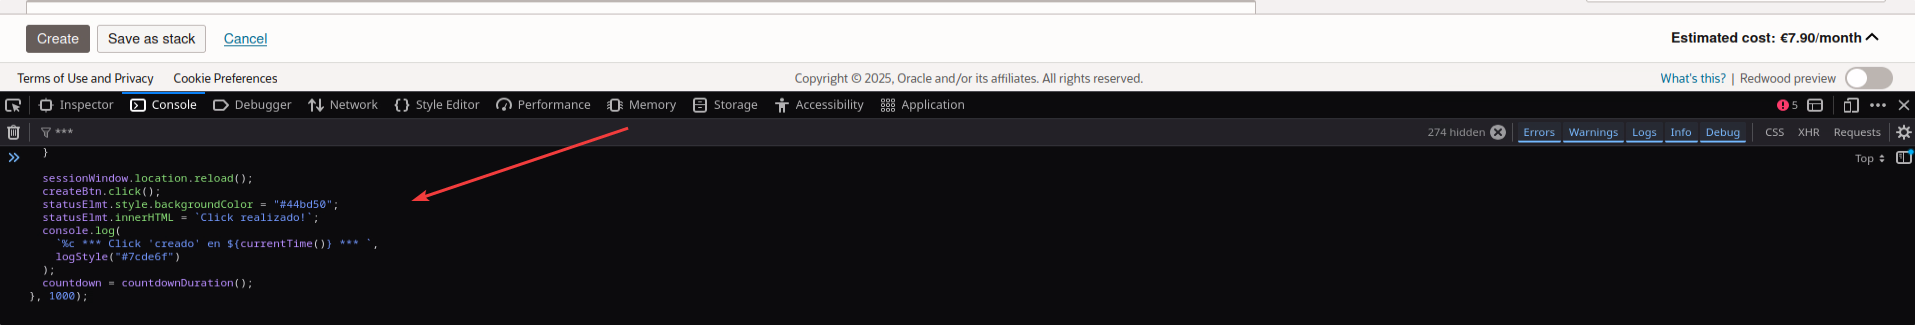 Create Save as stack Cancel Estimated cost: €7.90/month
Terms of Use and Privacy Cookie Preferences Copyright © 2025, Oracle and/or its affiliates. All rights reserved. What's this? | Redwood preview
Inspector Console Debugger Network Style Editor Performance Memory Storage Accessibility Application 5
*** 274 hidden Errors Warnings Logs Info Debug CSS XHR Requests
}
Top
sessionWindow.location.reload();
createBtn.click();
statusElmt.style.backgroundColor = "#44bd50";
statusElmt.innerHTML = `Click realizado!`;
console.log(
`%c *** Click 'creado' en ${currentTime()} *** `,
logStyle("#7cde6f")
);
countdown = countdownDuration();
}, 1000);